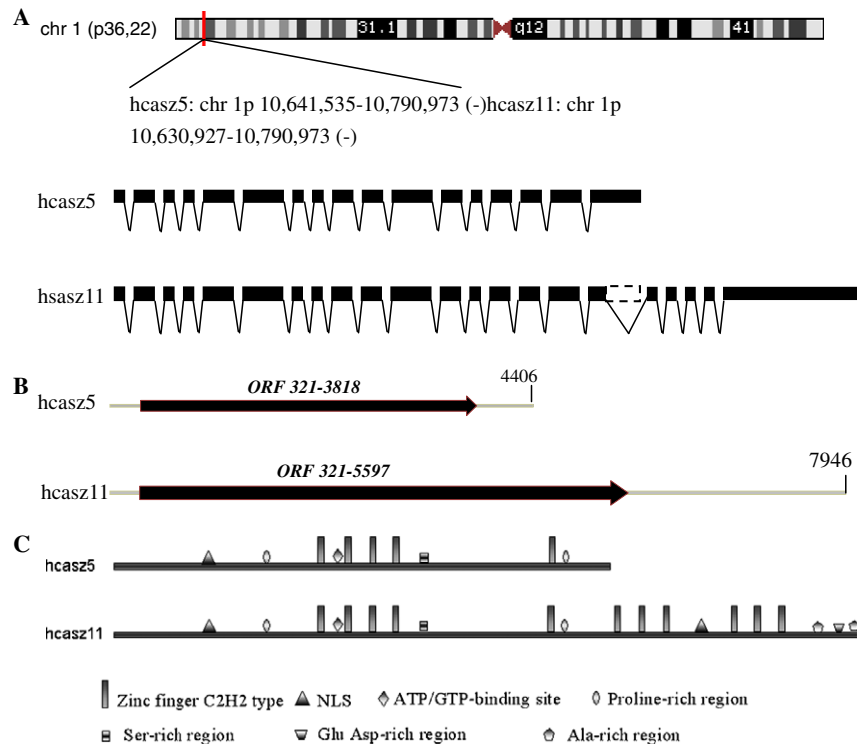 A
chr 1 (p36,22)
31.1 q12 41
hcasz5: chr 1p 10,641,535-10,790,973 (-)hcasz11: chr 1p
10,630,927-10,790,973 (-)
hcasz5
hsasz11
B
hcasz5
ORF 321-3818
4406
hcasz11
ORF 321-5597
7946
C
hcasz5
hcasz11
Zinc finger C2H2 type NLS ATP/GTP-binding site Proline-rich region
Ser-rich region Glu Asp-rich region Ala-rich region